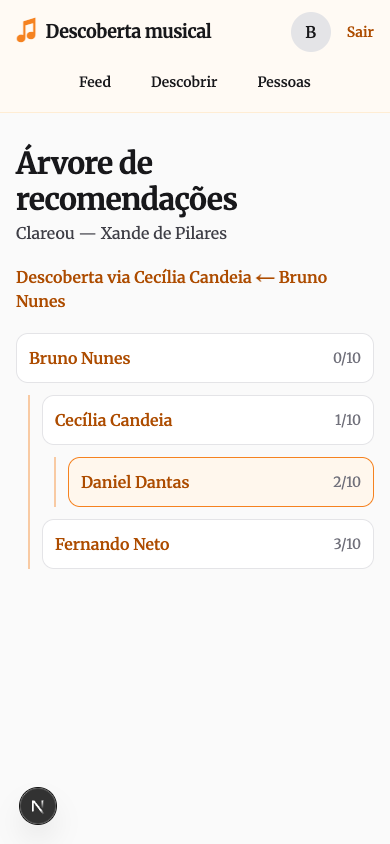 Descoberta musical
B
Sair
Feed
Descobrir
Pessoas
Árvore de
recomendações
Clareou — Xande de Pilares
Descoberta via Cecília Candeia ⟵ Bruno
Nunes
Bruno Nunes 0/10
Cecília Candeia 1/10
Daniel Dantas 2/10
Fernando Neto 3/10
N